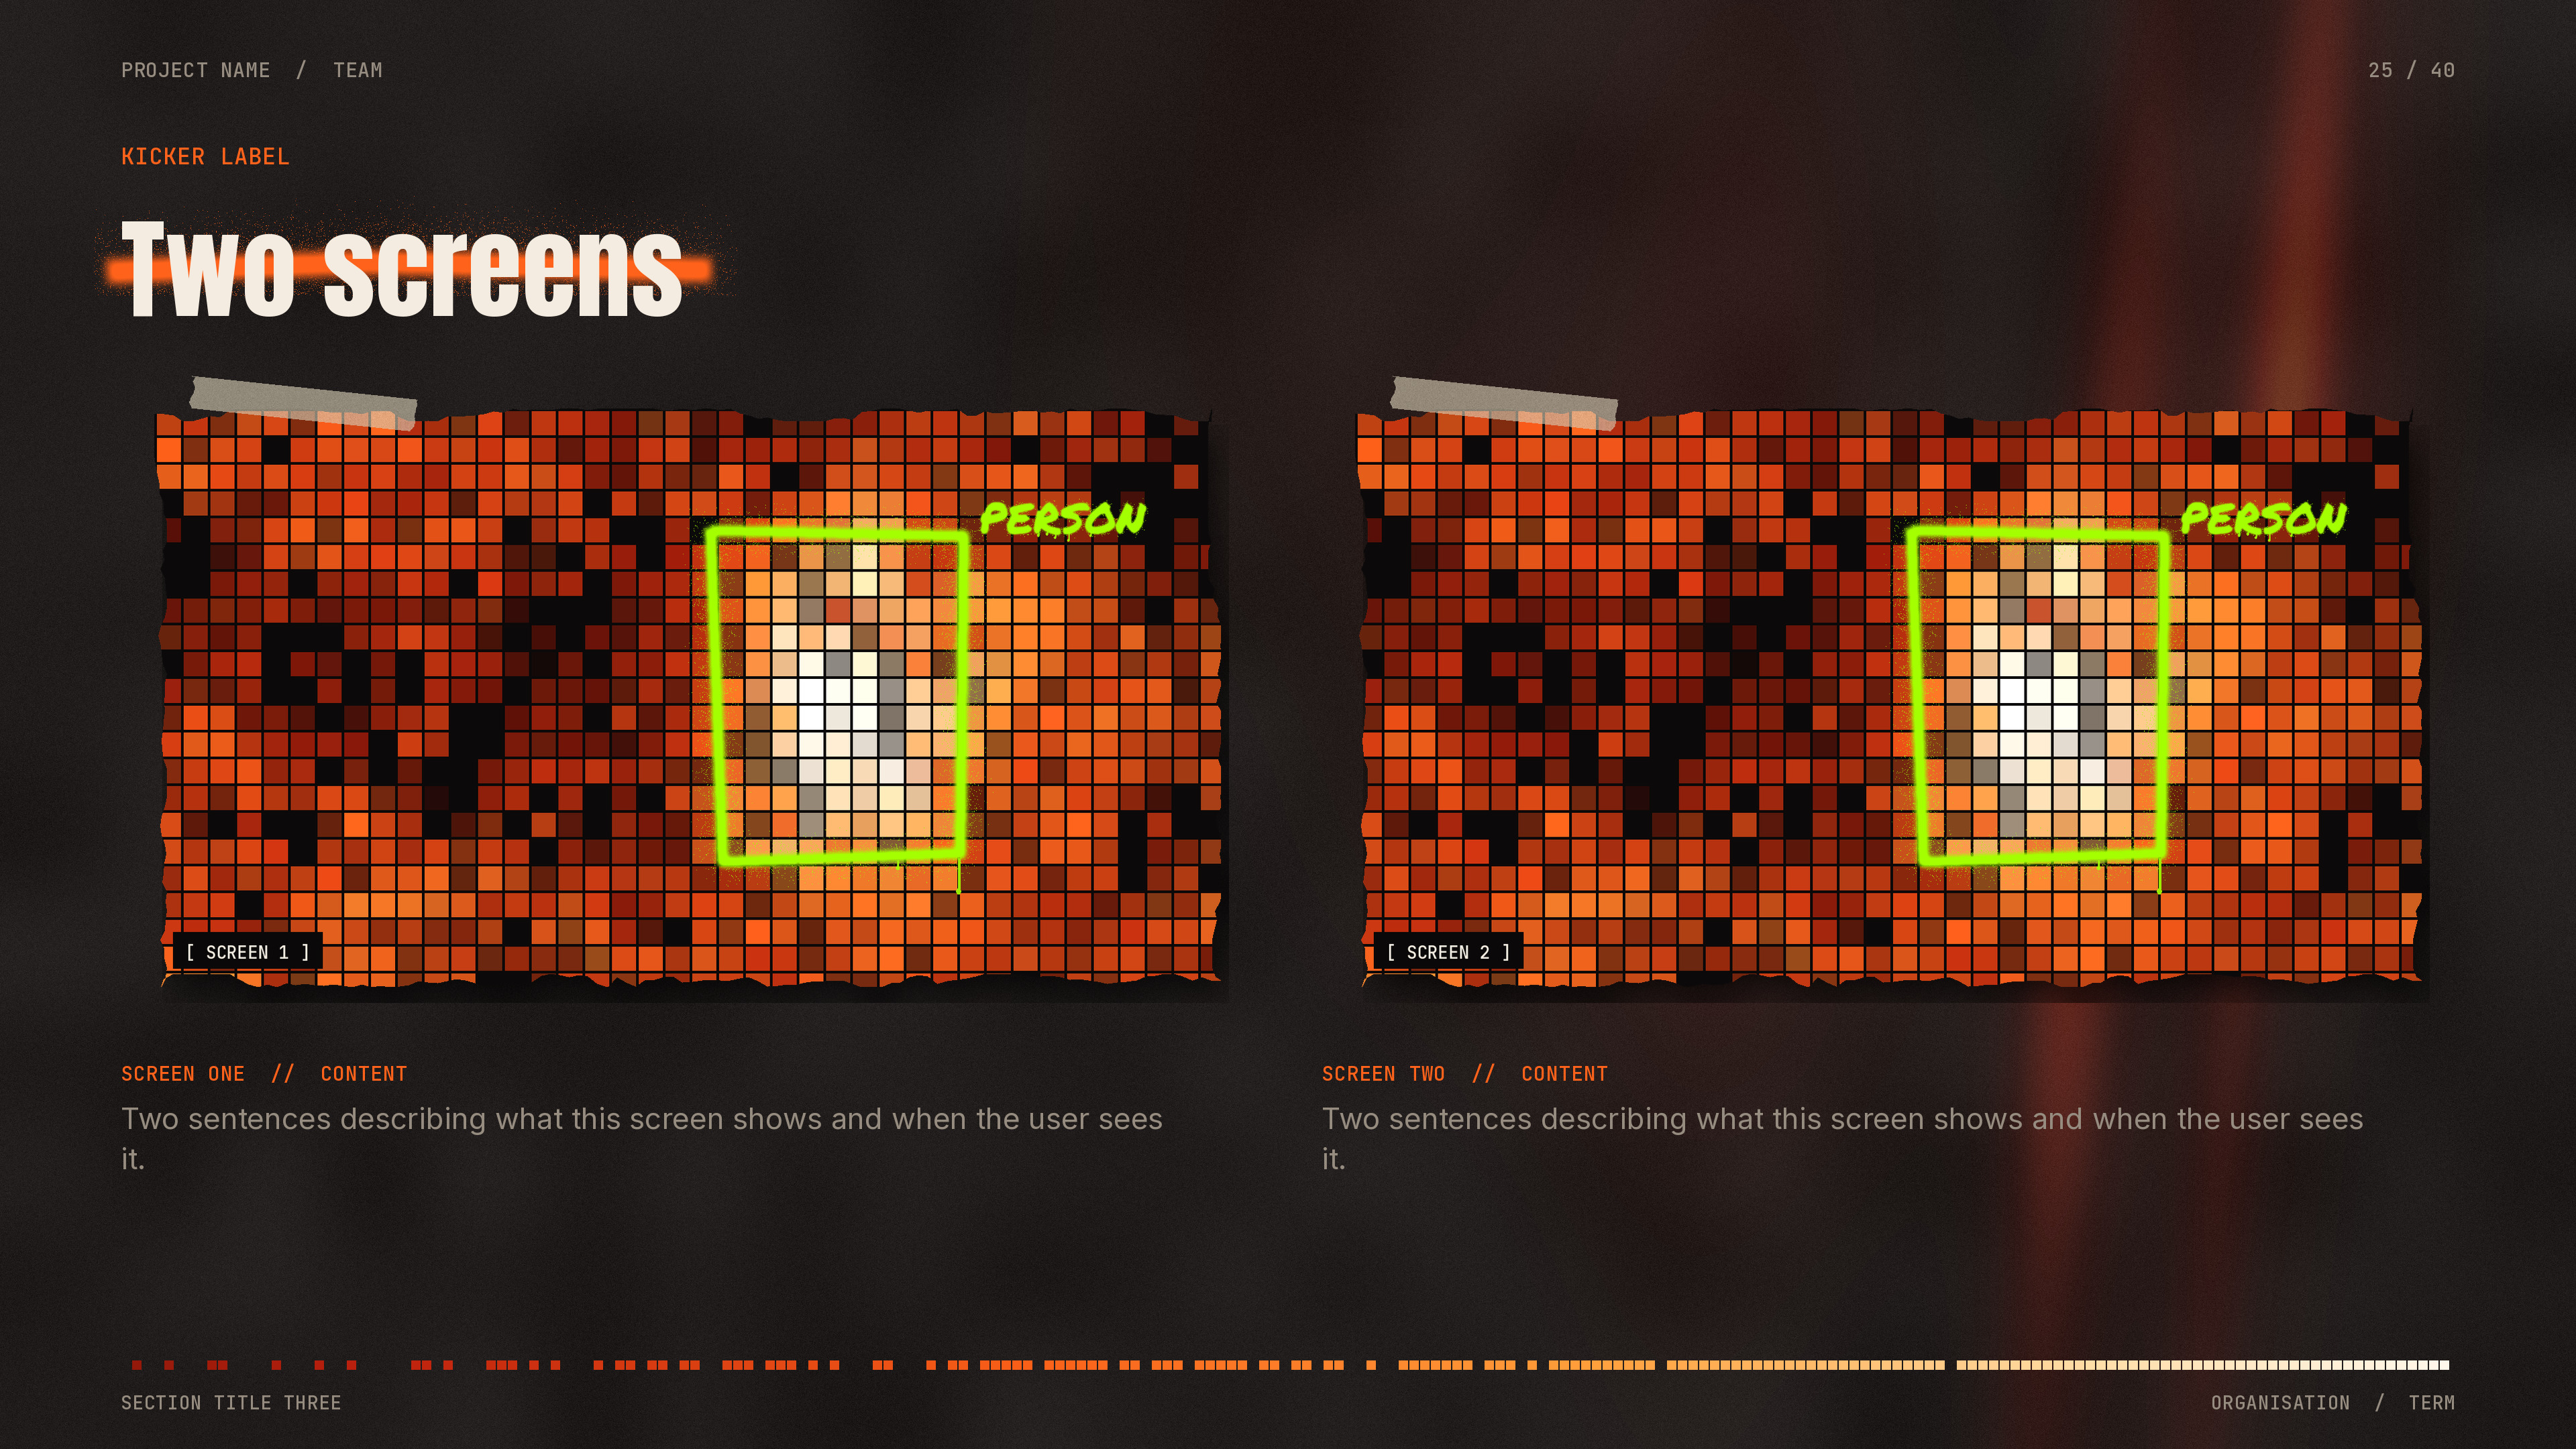 PROJECT NAME / TEAM
25 / 40
KICKER LABEL
Two screens
PERSON
PERSON
[ SCREEN 1 ]
[ SCREEN 2 ]
SCREEN ONE // CONTENT
Two sentences describing what this screen shows and when the user sees
it.
SCREEN TWO // CONTENT
Two sentences describing what this screen shows and when the user sees
it.
SECTION TITLE THREE
ORGANISATION / TERM